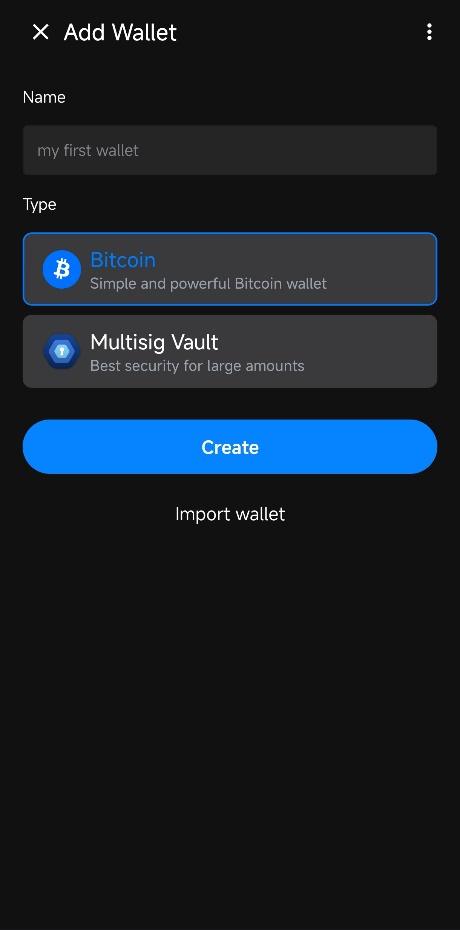 Add Wallet
Name
my first wallet
Type
Bitcoin
Simple and powerful Bitcoin wallet
Multisig Vault
Best security for large amounts
Create
Import wallet